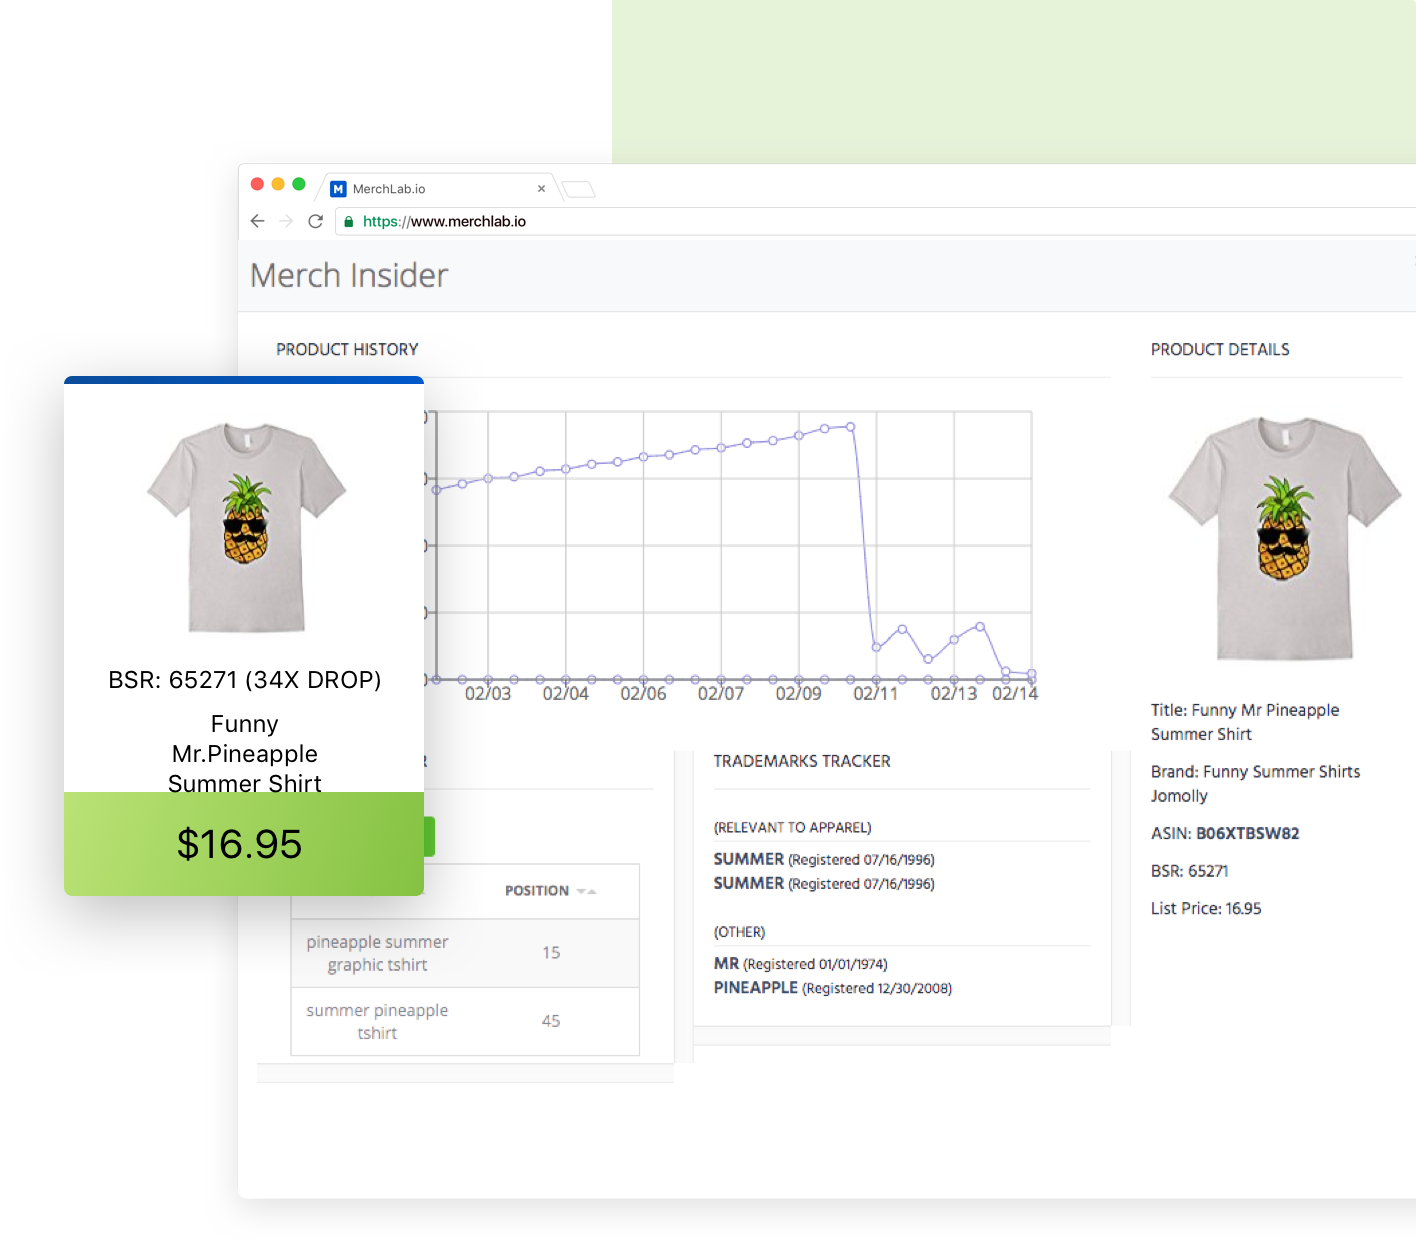 MerchLab.io
https://www.merchlab.io
Merch Insider
PRODUCT HISTORY
PRODUCT DETAILS
02/03 02/04 02/06 02/07 02/09 02/11 02/13 02/14
BSR: 65271 (34X DROP)
Funny
Mr.Pineapple
Summer Shirt
$16.95
POSITION
pineapple summer
graphic tshirt
15
summer pineapple
tshirt
45
TRADEMARKS TRACKER
(RELEVANT TO APPAREL)
SUMMER (Registered 07/16/1996)
SUMMER (Registered 07/16/1996)
(OTHER)
MR (Registered 01/01/1974)
PINEAPPLE (Registered 12/30/2008)
Title: Funny Mr Pineapple
Summer Shirt
Brand: Funny Summer Shirts
Jomolly
ASIN: B06XTBSW82
BSR: 65271
List Price: 16.95